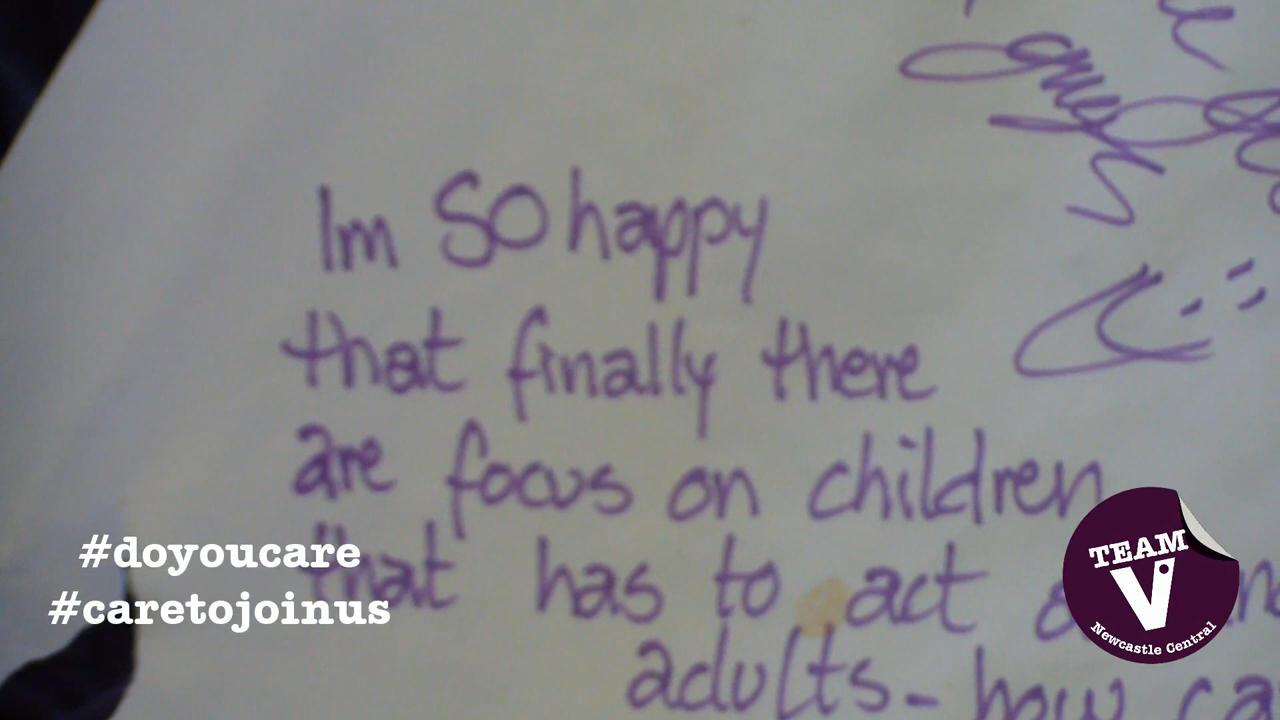 Im SO happy
that finally there
are focus on children
that has to act
adults- how
#doyoucare
#caretojoinus
TEAM
V
Newcastle Central